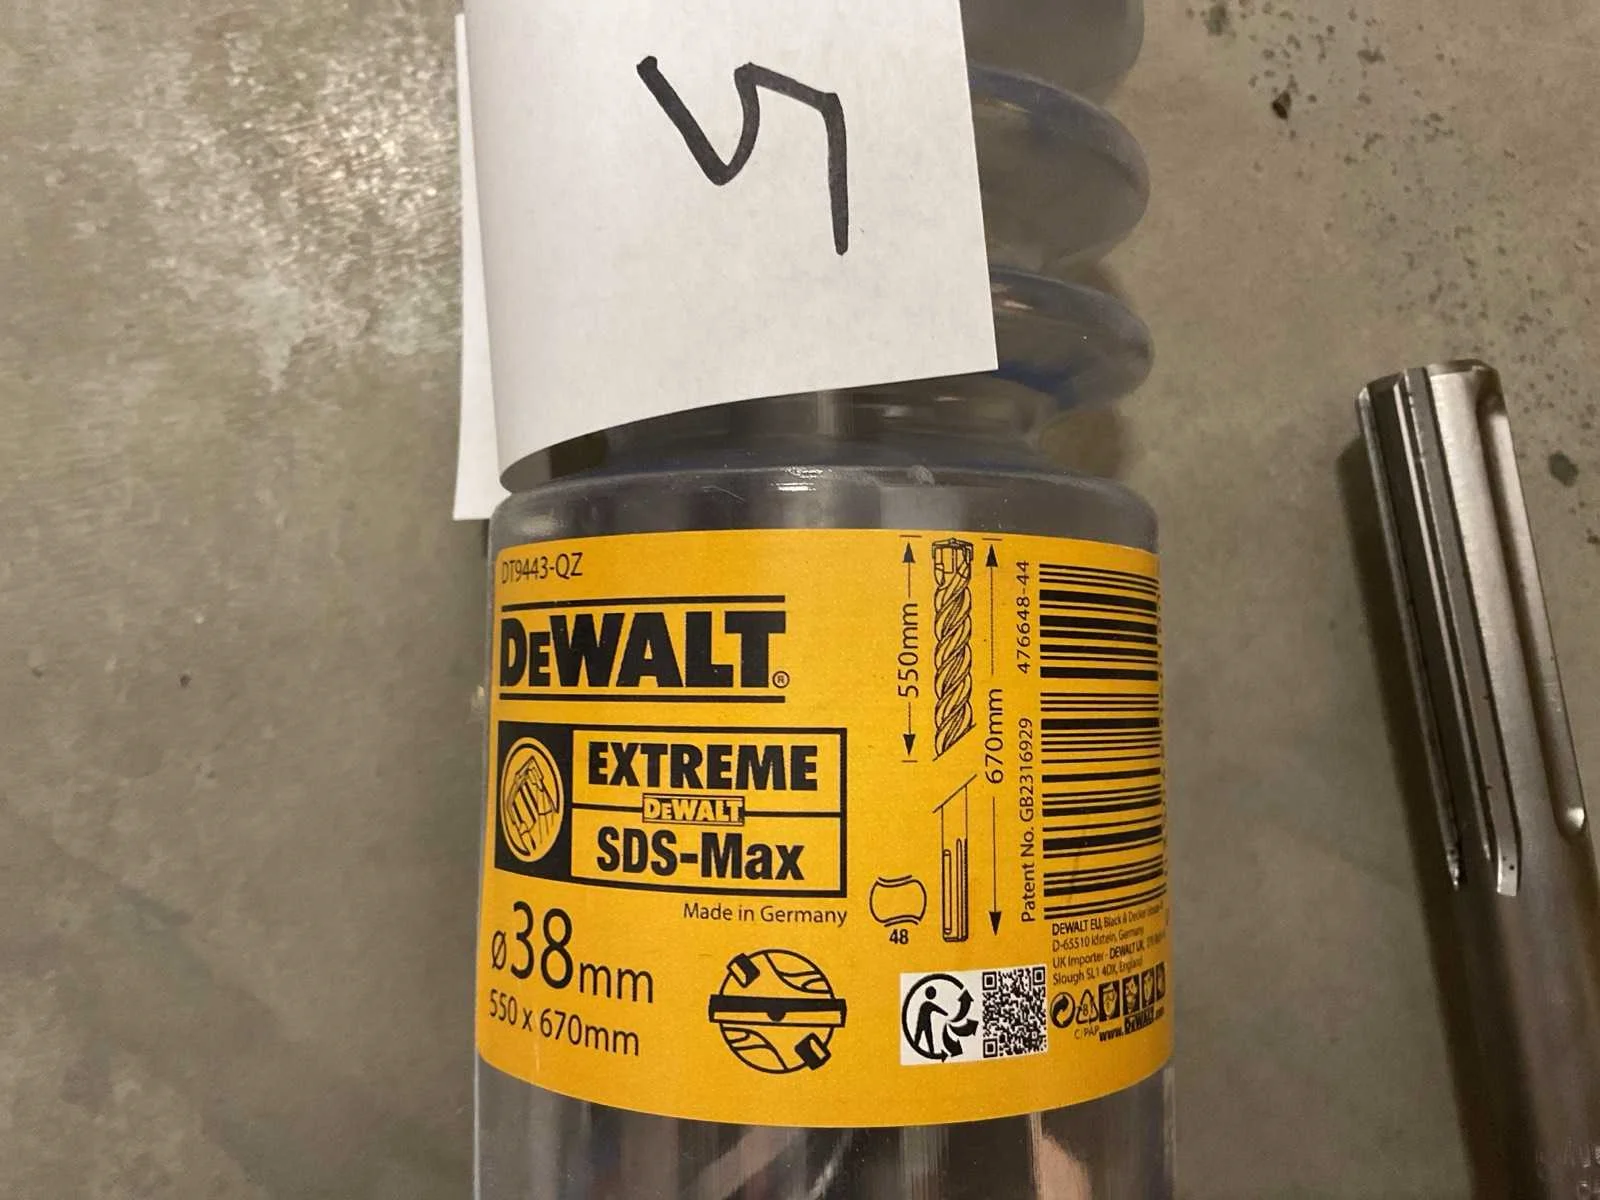 5
DT9443-QZ
DEWALT®
EXTREME
DEWALT
SDS-Max
Made in Germany
ø38mm
550 x 670mm
550mm
670mm
48
476648-44
Patent No. GB2316929
DEWALT EU, Black & Decker
D-65510 Idstein, Germany
UK Importer - DEWALT UK,
Slough SL1 4DX, England
C/PAP
www.DEWALT.com